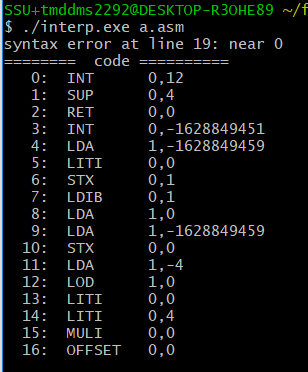 SSU+tmddms2292@DESKTOP-R3OHE89 ~/f
$ ./interp.exe a.asm
syntax error at line 19: near 0
======== code ==========
0: INT 0,12
1: SUP 0,4
2: RET 0,0
3: INT 0,-1628849451
4: LDA 1,-1628849459
5: LITI 0,0
6: STX 0,1
7: LDIB 0,1
8: LDA 1,0
9: LDA 1,-1628849459
10: STX 0,0
11: LDA 1,-4
12: LOD 1,0
13: LITI 0,0
14: LITI 0,4
15: MULI 0,0
16: OFFSET 0,0